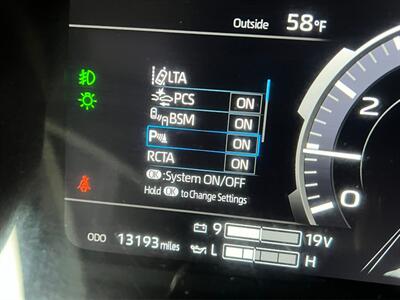 Outside 58°F
LTA
PCS ON
BSM ON
P ON
RCTA ON
OK :System ON/OFF
Hold OK to Change Settings
2
0
ODO 13193 miles
9 19V
L H